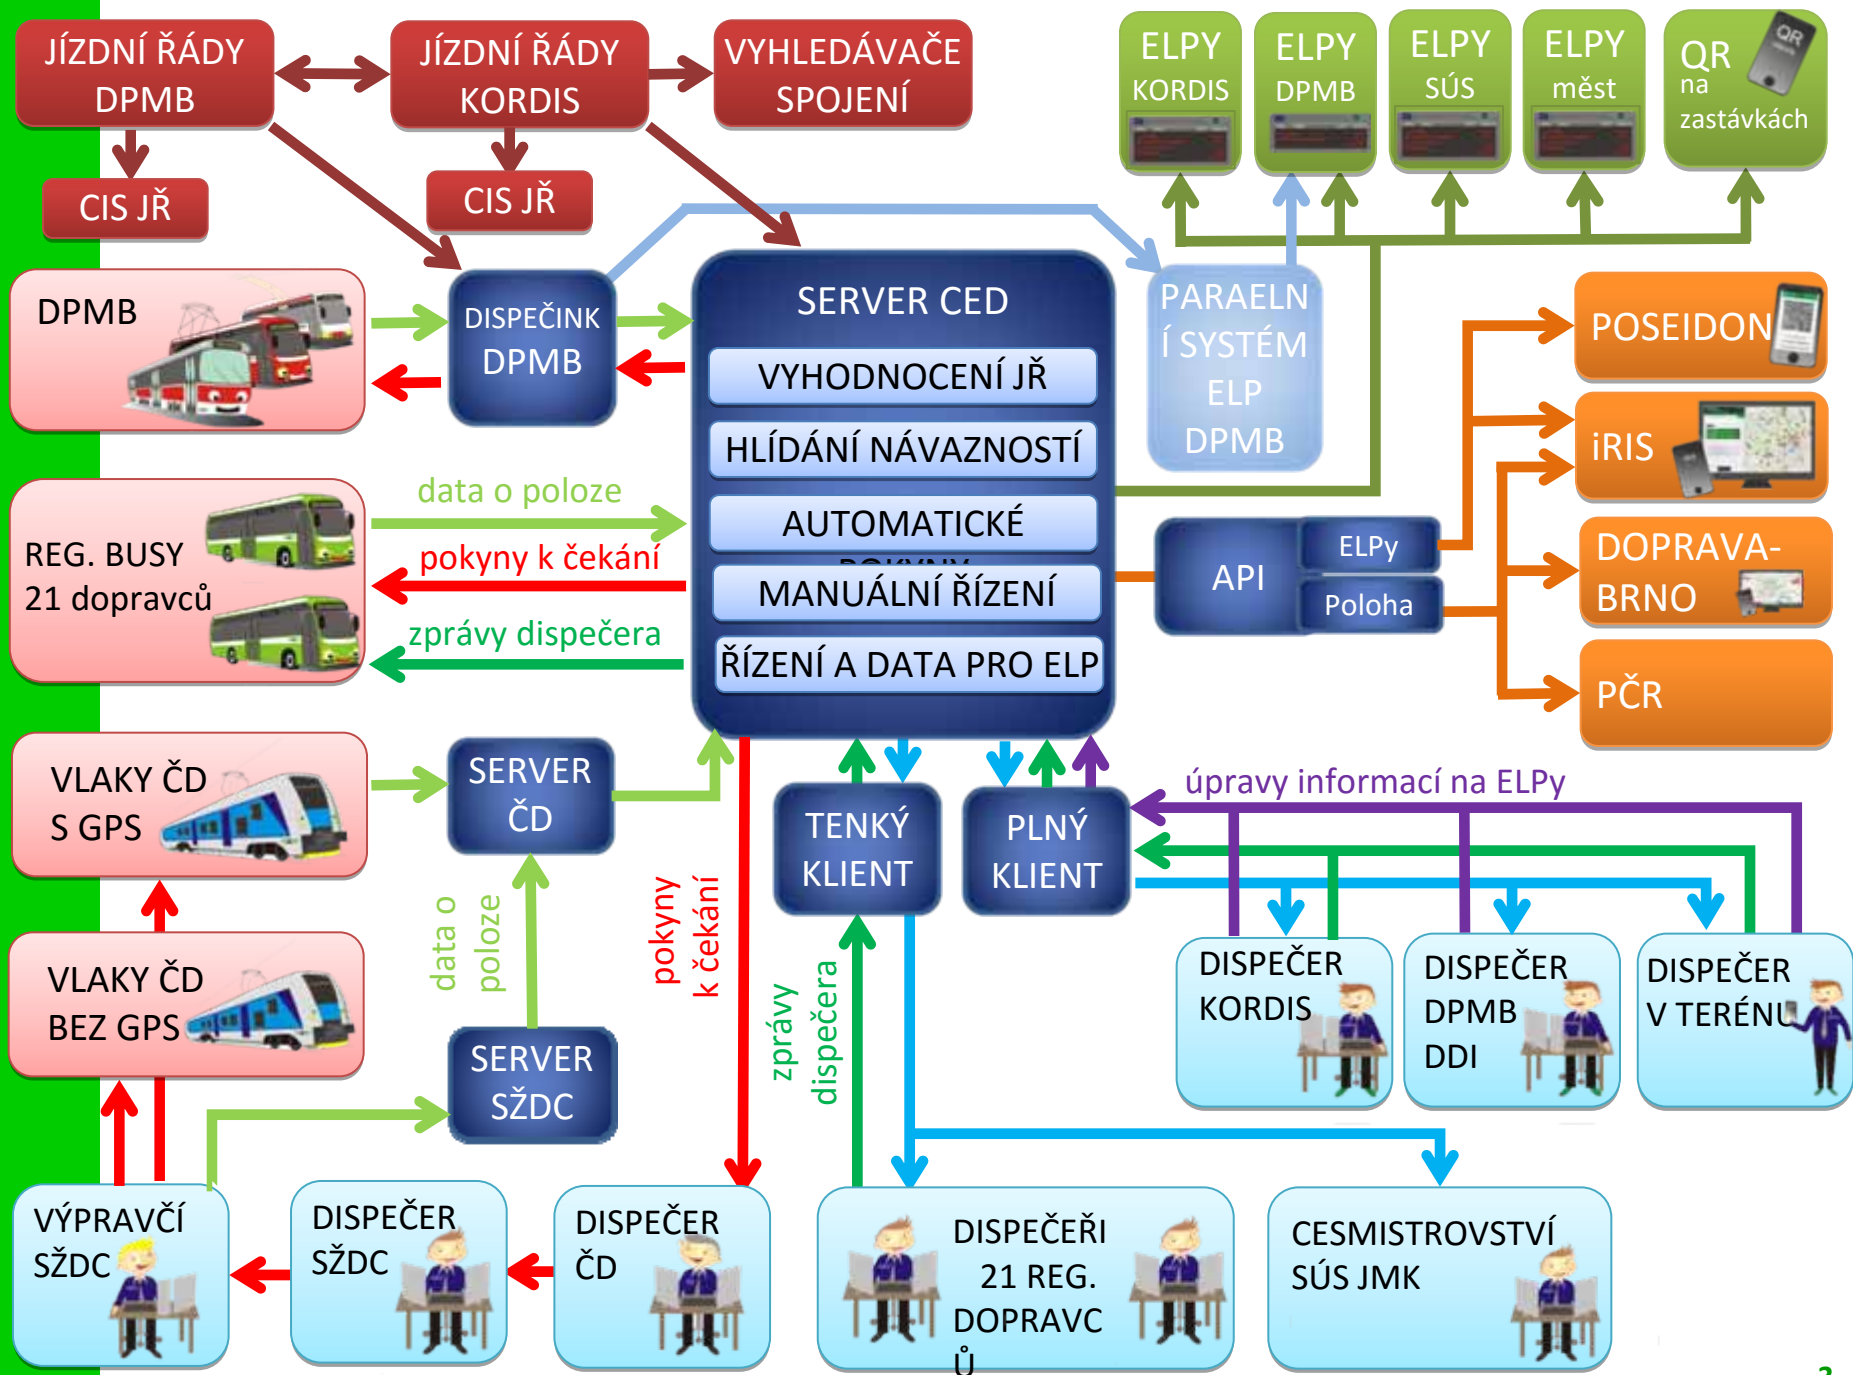 JÍZDNÍ ŘÁDY
DPMB
JÍZDNÍ ŘÁDY
KORDIS
VYHLEDÁVAČE
SPOJENÍ
ELPY
KORDIS
ELPY
DPMB
ELPY
SÚS
ELPY
měst
QR
na
zastávkách
QR
CIS JŘ
CIS JŘ
DPMB
DISPEČINK
DPMB
SERVER CED
VYHODNOCENÍ JŘ
HLÍDÁNÍ NÁVAZNOSTÍ
AUTOMATICKÉ
POKYNY
MANUÁLNÍ ŘÍZENÍ
ŘÍZENÍ A DATA PRO ELP
PARAELN
Í SYSTÉM
ELP
DPMB
POSEIDON
iRIS
DOPRAVA-
BRNO
PČR
API
ELPy
Poloha
REG. BUSY
21 dopravců
data o poloze
pokyny k čekání
zprávy dispečera
VLAKY ČD
S GPS
SERVER
ČD
TENKÝ
KLIENT
PLNÝ
KLIENT
úpravy informací na ELPy
VLAKY ČD
BEZ GPS
data o
poloze
pokyny
k čekání
zprávy
dispečera
SERVER
SŽDC
DISPEČER
KORDIS
DISPEČER
DPMB
DDI
DISPEČER
V TERÉNU
VÝPRAVČÍ
SŽDC
DISPEČER
SŽDC
DISPEČER
ČD
DISPEČEŘI
21 REG.
DOPRAVC
Ů
CESMISTROVSTVÍ
SÚS JMK